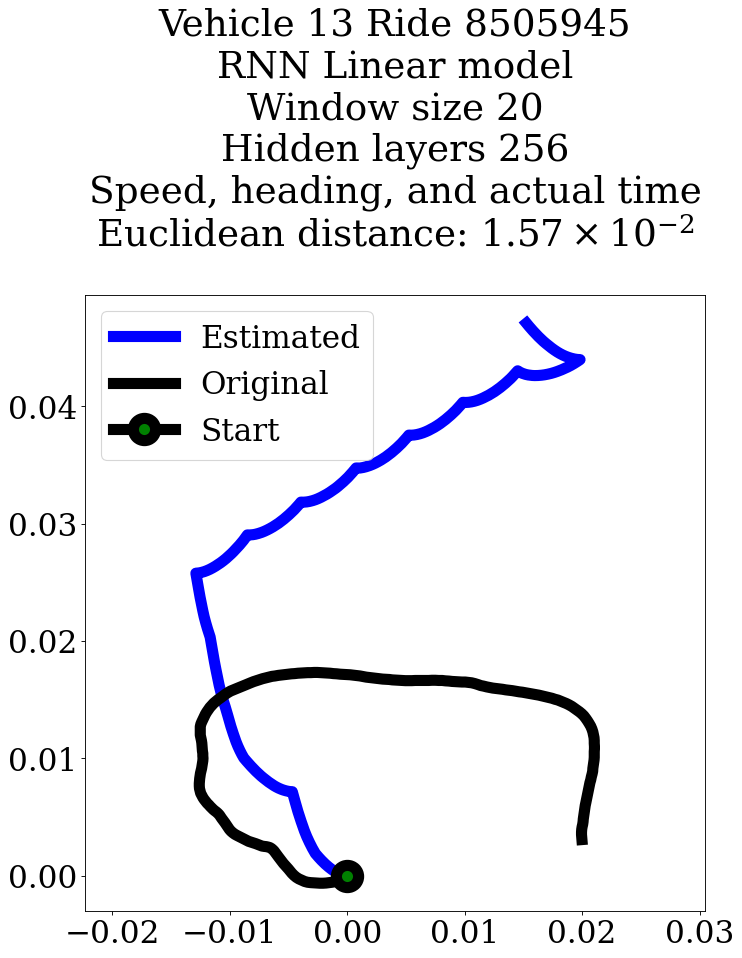 Vehicle 13 Ride 8505945
RNN Linear model
Window size 20
Hidden layers 256
Speed, heading, and actual time
Euclidean distance: 1.57 × 10⁻²
Estimated
Original
Start
0.04
0.03
0.02
0.01
0.00
−0.02 −0.01 0.00 0.01 0.02 0.03